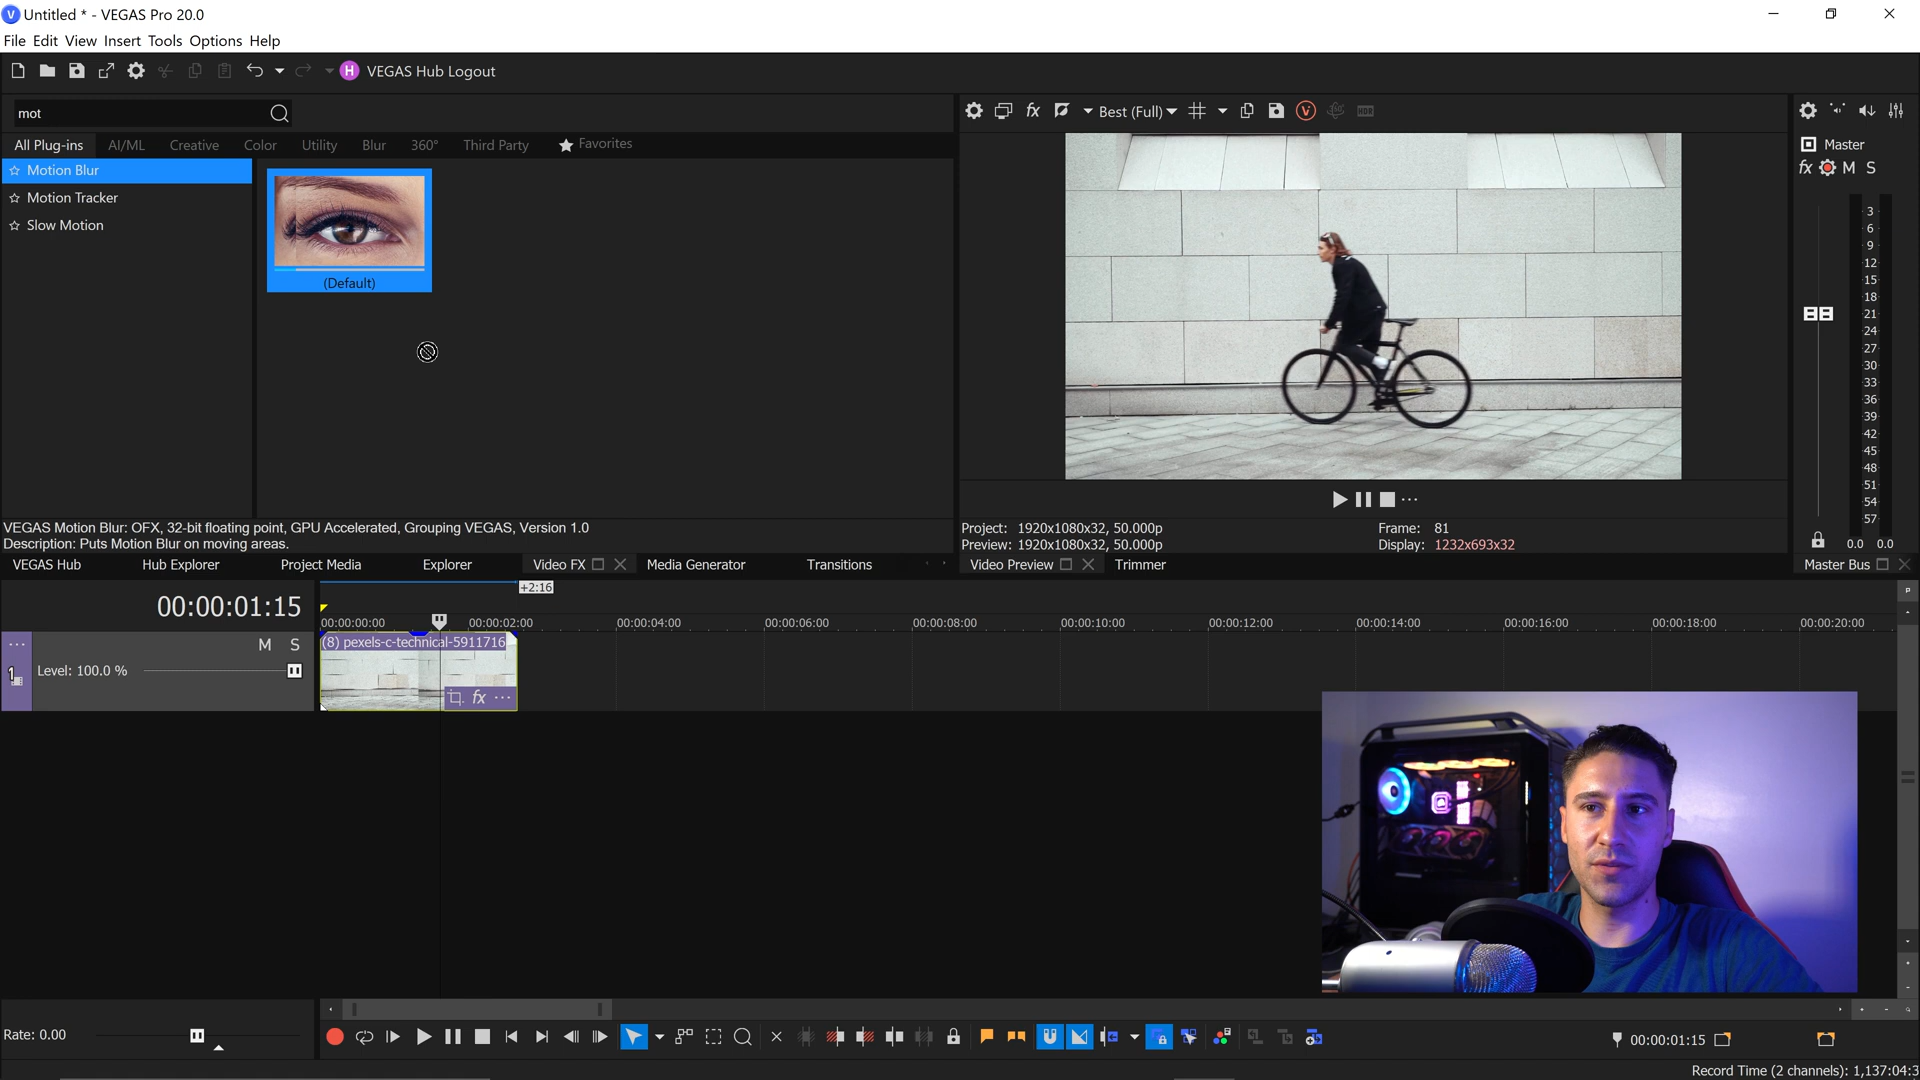 Untitled * - VEGAS Pro 20.0
File Edit View Insert Tools Options Help
H VEGAS Hub Logout
mot
All Plug-ins AI/ML Creative Color Utility Blur 360° Third Party Favorites
Motion Blur
Motion Tracker
Slow Motion
(Default)
VEGAS Motion Blur: OFX, 32-bit floating point, GPU Accelerated, Grouping VEGAS, Version 1.0
Description: Puts Motion Blur on moving areas.
VEGAS Hub Hub Explorer Project Media Explorer Video FX Media Generator Transitions
fx Best (Full)
Project: 1920x1080x32, 50.000p
Preview: 1920x1080x32, 50.000p
Frame: 81
Display: 1232x693x32
Video Preview Trimmer
Master
fx M S
3
6
9
12
15
18
21
24
27
30
33
36
39
42
45
48
51
54
57
0.0 0.0
Master Bus
00:00:01:15
+2:16
00:00:00:00 00:00:02:00 00:00:04:00 00:00:06:00 00:00:08:00 00:00:10:00 00:00:12:00 00:00:14:00 00:00:16:00 00:00:18:00 00:00:20:00
1
M S
Level: 100.0 %
(8) pexels-c-technical-5911716
fx
Rate: 0.00
00:00:01:15
Record Time (2 channels): 1,137:04:3